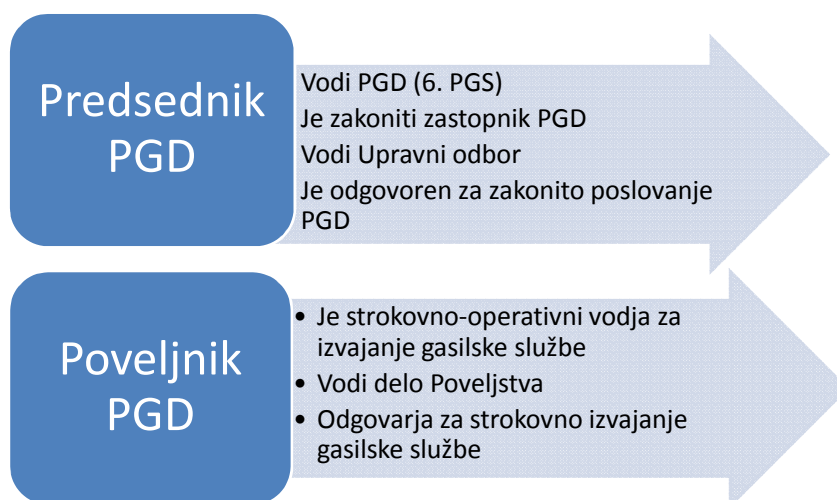 Predsednik
PGD
Vodi PGD (6. PGS)
Je zakoniti zastopnik PGD
Vodi Upravni odbor
Je odgovoren za zakonito poslovanje
PGD
Poveljnik
PGD
• Je strokovno-operativni vodja za
izvajanje gasilske službe
• Vodi delo Poveljstva
• Odgovarja za strokovno izvajanje
gasilske službe